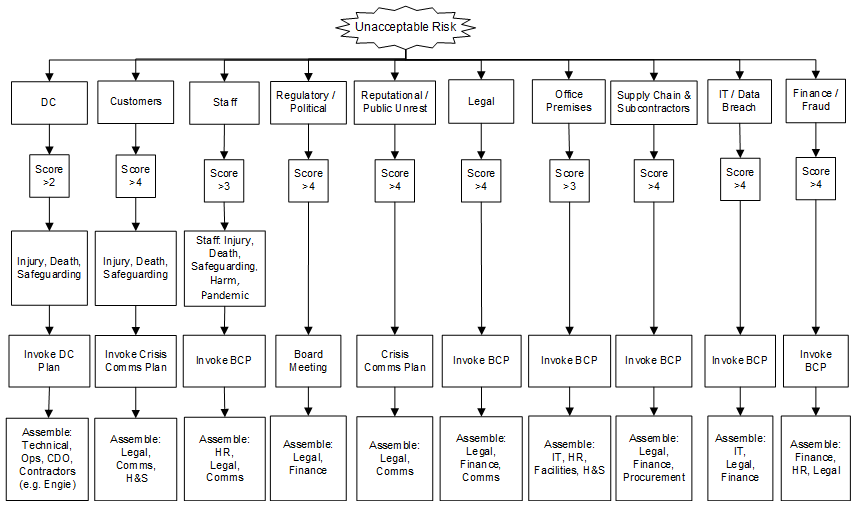 Unacceptable Risk
DC
Customers
Staff
Regulatory /
Political
Reputational /
Public Unrest
Legal
Office
Premises
Supply Chain &
Subcontractors
IT / Data
Breach
Finance /
Fraud
Score
>2
Score
>4
Score
>3
Score
>4
Score
>4
Score
>4
Score
>3
Score
>4
Score
>4
Score
>4
Injury, Death,
Safeguarding
Injury, Death,
Safeguarding
Staff: Injury,
Death,
Safeguarding,
Harm,
Pandemic
Invoke DC
Plan
Invoke Crisis
Comms Plan
Invoke BCP
Board
Meeting
Crisis
Comms Plan
Invoke BCP
Invoke BCP
Invoke BCP
Invoke BCP
Invoke
BCP
Assemble:
Technical,
Ops, CDO,
Contractors
(e.g. Engie)
Assemble:
Legal,
Comms,
H&S
Assemble:
HR,
Legal,
Comms
Assemble:
Legal,
Finance
Assemble:
Legal,
Comms
Assemble:
Legal,
Finance,
Comms
Assemble:
IT, HR,
Facilities, H&S
Assemble:
Legal,
Finance,
Procurement
Assemble:
IT,
Legal,
Finance
Assemble:
Finance,
HR, Legal